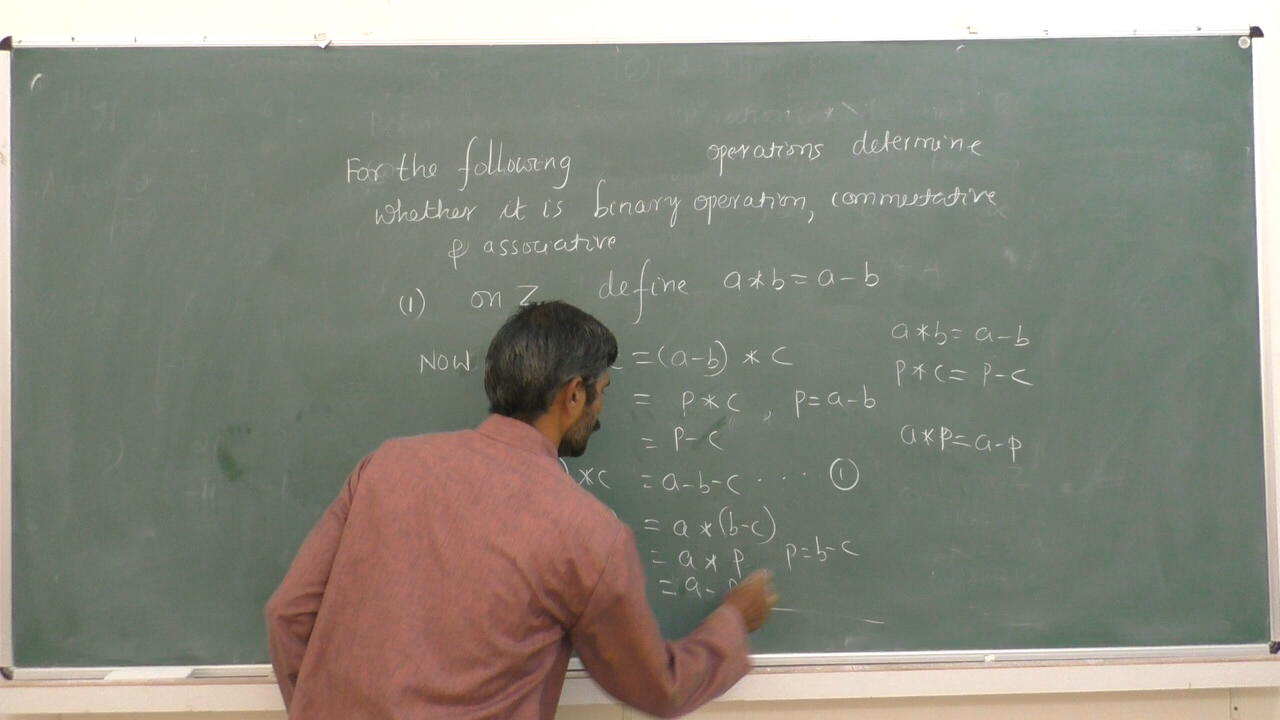 For the following operations determine
whether it is binary operation, commutative
& associative
(1) on Z define a*b=a-b
NOW =(a-b) * c
= p*c, p=a-b
= p-c
*c =a-b-c .... ①
= a*(b-c)
= a * p p=b-c
= a-
a*b= a-b
p*c= p-c
a*p=a-p